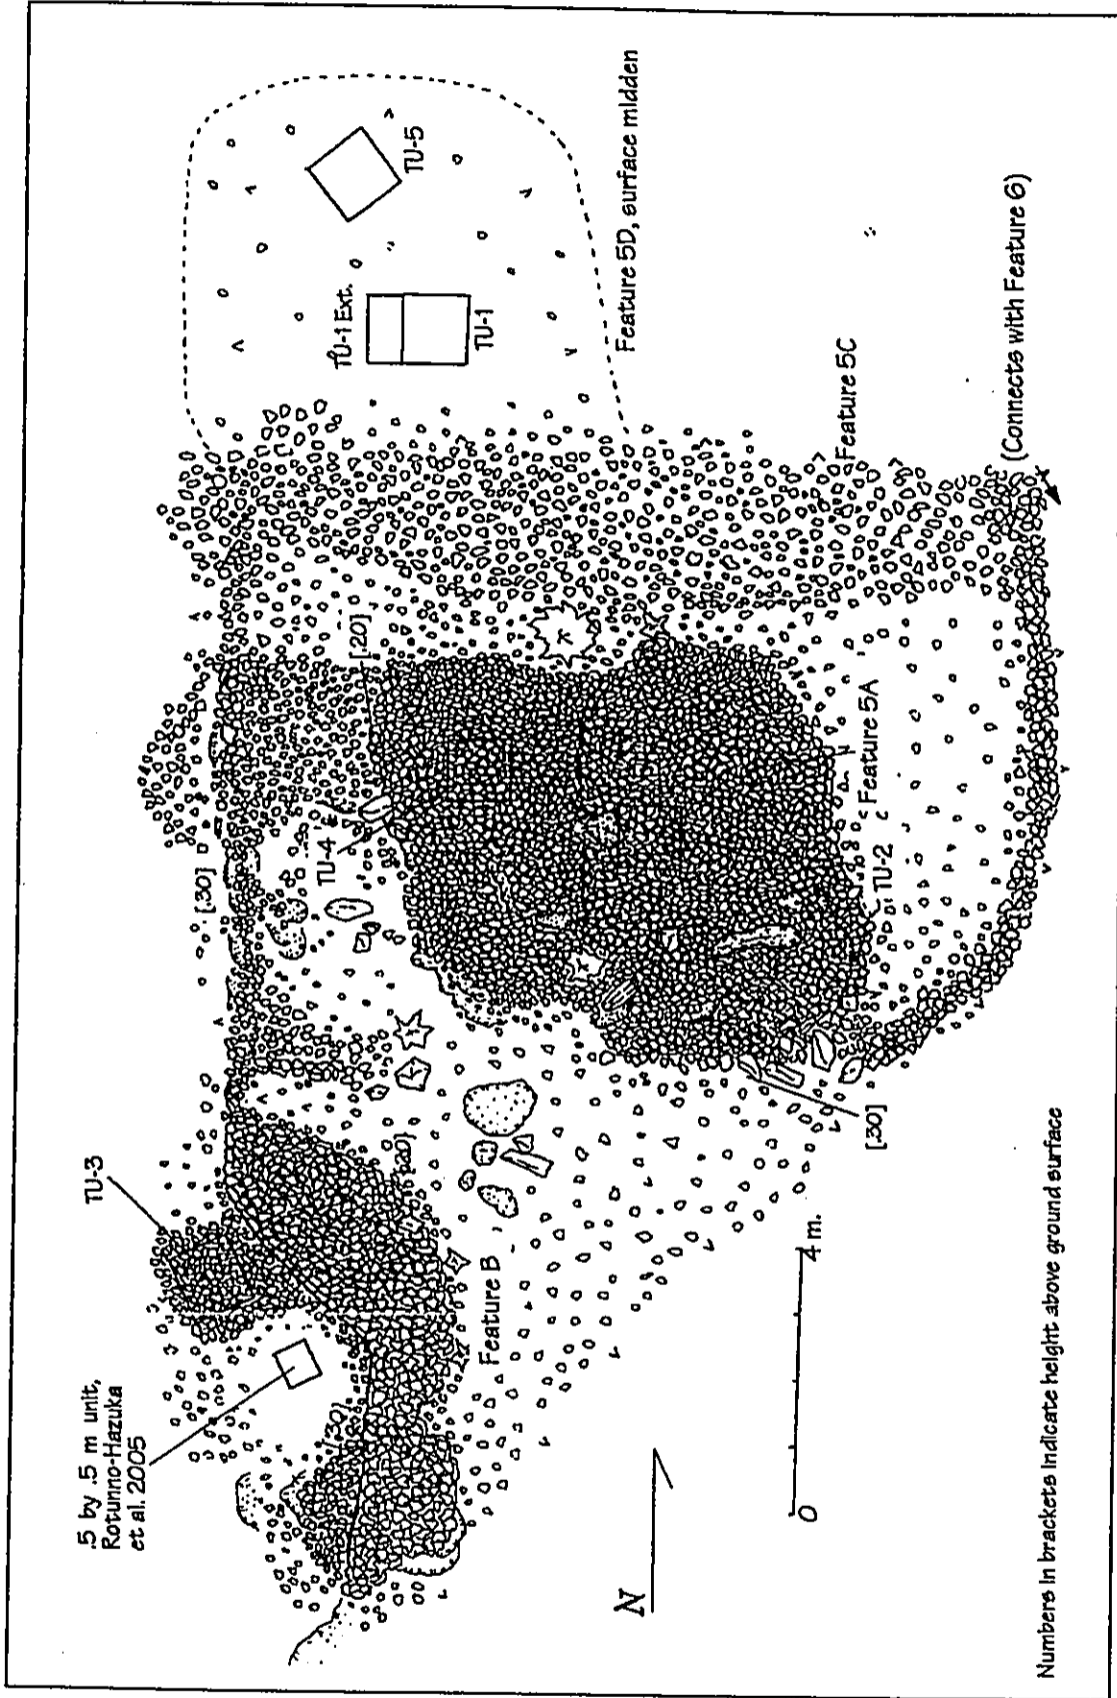 .5 by .5 m unit,
Rotunno-Hazuka
et al. 2005
TU-3
[.30]
TU-4
[.20]
TU-1 Ext.
TU-1
TU-5
Feature 5D, surface midden
[.20]
[.30]
Feature B
Feature 5C
Feature 5A
TU-2
[.30]
(Connects with Feature 6)
N
0
4 m.
Numbers in brackets indicate height above ground surface